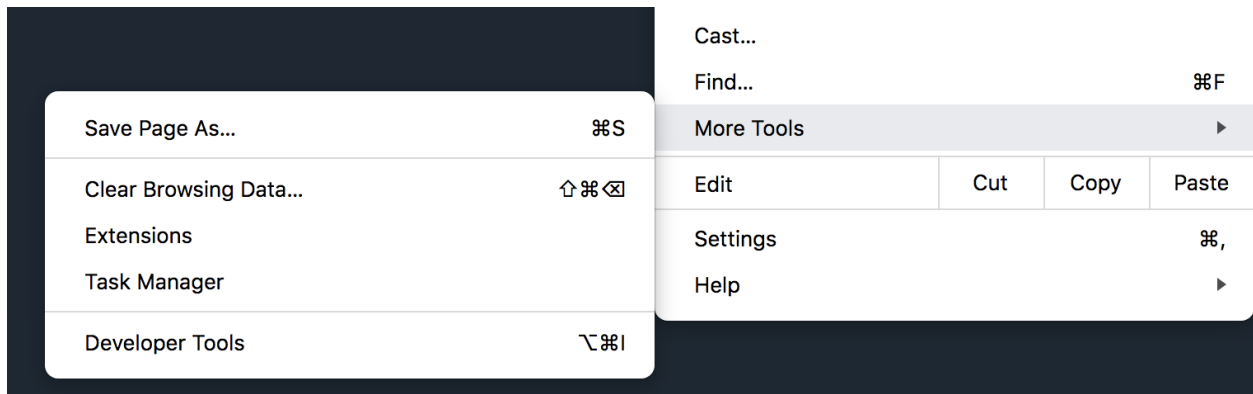 Cast...
Find... ⌘F
More Tools ▶
Edit Cut Copy Paste
Settings ⌘,
Help ▶
Save Page As... ⌘S
Clear Browsing Data... ⇧⌘⌫
Extensions
Task Manager
Developer Tools ⌥⌘I